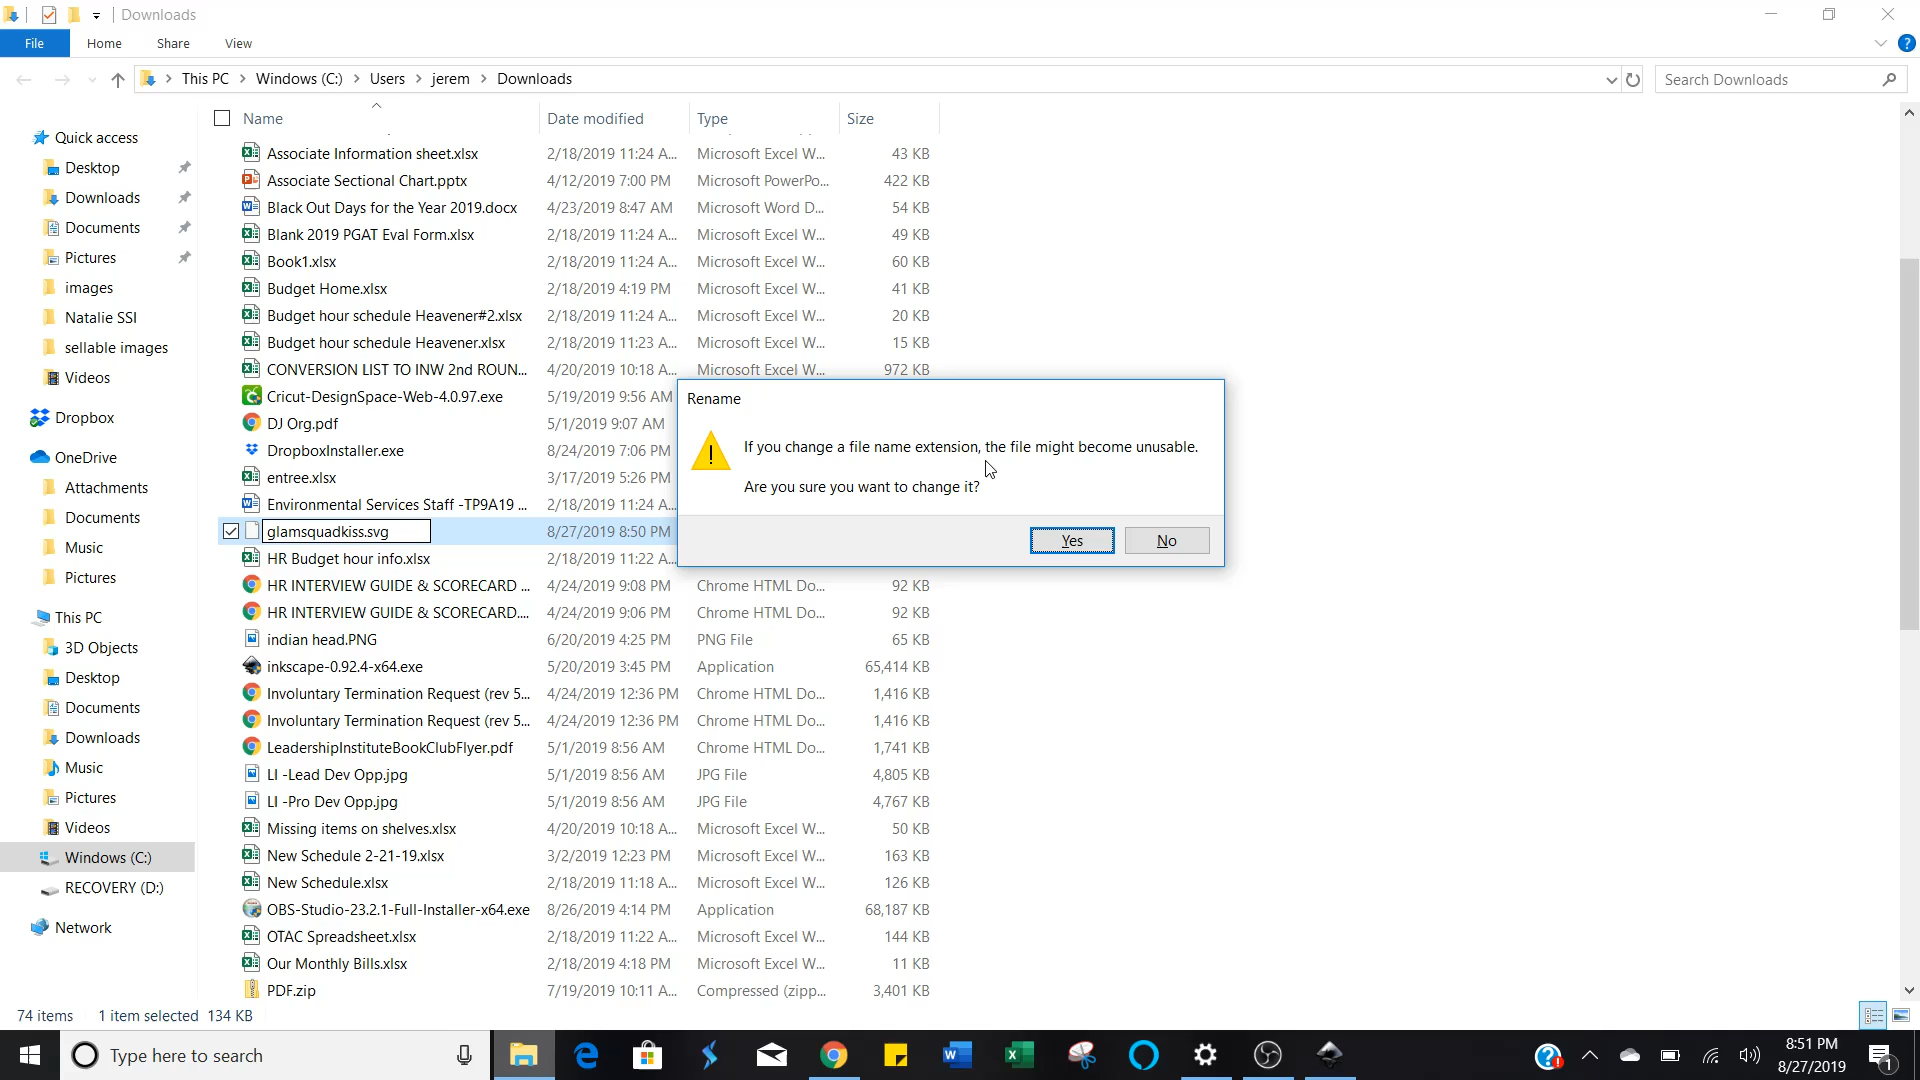 Downloads
File Home Share View
This PC Windows (C:) Users jerem Downloads
Search Downloads
Name Date modified Type Size
Quick access
Desktop
Downloads
Documents
Pictures
images
Natalie SSI
sellable images
Videos
Dropbox
OneDrive
Attachments
Documents
Music
Pictures
This PC
3D Objects
Desktop
Documents
Downloads
Music
Pictures
Videos
Windows (C:)
RECOVERY (D:)
Network
Associate Information sheet.xlsx 2/18/2019 11:24 A... Microsoft Excel W... 43 KB
Associate Sectional Chart.pptx 4/12/2019 7:00 PM Microsoft PowerPo... 422 KB
Black Out Days for the Year 2019.docx 4/23/2019 8:47 AM Microsoft Word D... 54 KB
Blank 2019 PGAT Eval Form.xlsx 2/18/2019 11:24 A... Microsoft Excel W... 49 KB
Book1.xlsx 2/18/2019 11:24 A... Microsoft Excel W... 60 KB
Budget Home.xlsx 2/18/2019 4:19 PM Microsoft Excel W... 41 KB
Budget hour schedule Heavener#2.xlsx 2/18/2019 11:24 A... Microsoft Excel W... 20 KB
Budget hour schedule Heavener.xlsx 2/18/2019 11:23 A... Microsoft Excel W... 15 KB
CONVERSION LIST TO INW 2nd ROUN... 4/20/2019 10:18 A... Microsoft Excel W... 972 KB
Cricut-DesignSpace-Web-4.0.97.exe 5/19/2019 9:56 AM
DJ Org.pdf 5/1/2019 9:07 AM
DropboxInstaller.exe 8/24/2019 7:06 PM
entree.xlsx 3/17/2019 5:26 PM
Environmental Services Staff -TP9A19 ... 2/18/2019 11:24 A...
glamsquadkiss.svg 8/27/2019 8:50 PM
HR Budget hour info.xlsx 2/18/2019 11:22 A...
HR INTERVIEW GUIDE & SCORECARD ... 4/24/2019 9:08 PM Chrome HTML Do... 92 KB
HR INTERVIEW GUIDE & SCORECARD.... 4/24/2019 9:06 PM Chrome HTML Do... 92 KB
indian head.PNG 6/20/2019 4:25 PM PNG File 65 KB
inkscape-0.92.4-x64.exe 5/20/2019 3:45 PM Application 65,414 KB
Involuntary Termination Request (rev 5... 4/24/2019 12:36 PM Chrome HTML Do... 1,416 KB
Involuntary Termination Request (rev 5... 4/24/2019 12:36 PM Chrome HTML Do... 1,416 KB
LeadershipInstituteBookClubFlyer.pdf 5/1/2019 8:56 AM Chrome HTML Do... 1,741 KB
LI -Lead Dev Opp.jpg 5/1/2019 8:56 AM JPG File 4,805 KB
LI -Pro Dev Opp.jpg 5/1/2019 8:56 AM JPG File 4,767 KB
Missing items on shelves.xlsx 4/20/2019 10:18 A... Microsoft Excel W... 50 KB
New Schedule 2-21-19.xlsx 3/2/2019 12:23 PM Microsoft Excel W... 163 KB
New Schedule.xlsx 2/18/2019 11:18 A... Microsoft Excel W... 126 KB
OBS-Studio-23.2.1-Full-Installer-x64.exe 8/26/2019 4:14 PM Application 68,187 KB
OTAC Spreadsheet.xlsx 2/18/2019 11:22 A... Microsoft Excel W... 144 KB
Our Monthly Bills.xlsx 2/18/2019 4:18 PM Microsoft Excel W... 11 KB
PDF.zip 7/19/2019 10:11 A... Compressed (zipp... 3,401 KB
Rename
If you change a file name extension, the file might become unusable.
Are you sure you want to change it?
Yes No
74 items 1 item selected 134 KB
Type here to search
8:51 PM
8/27/2019
1